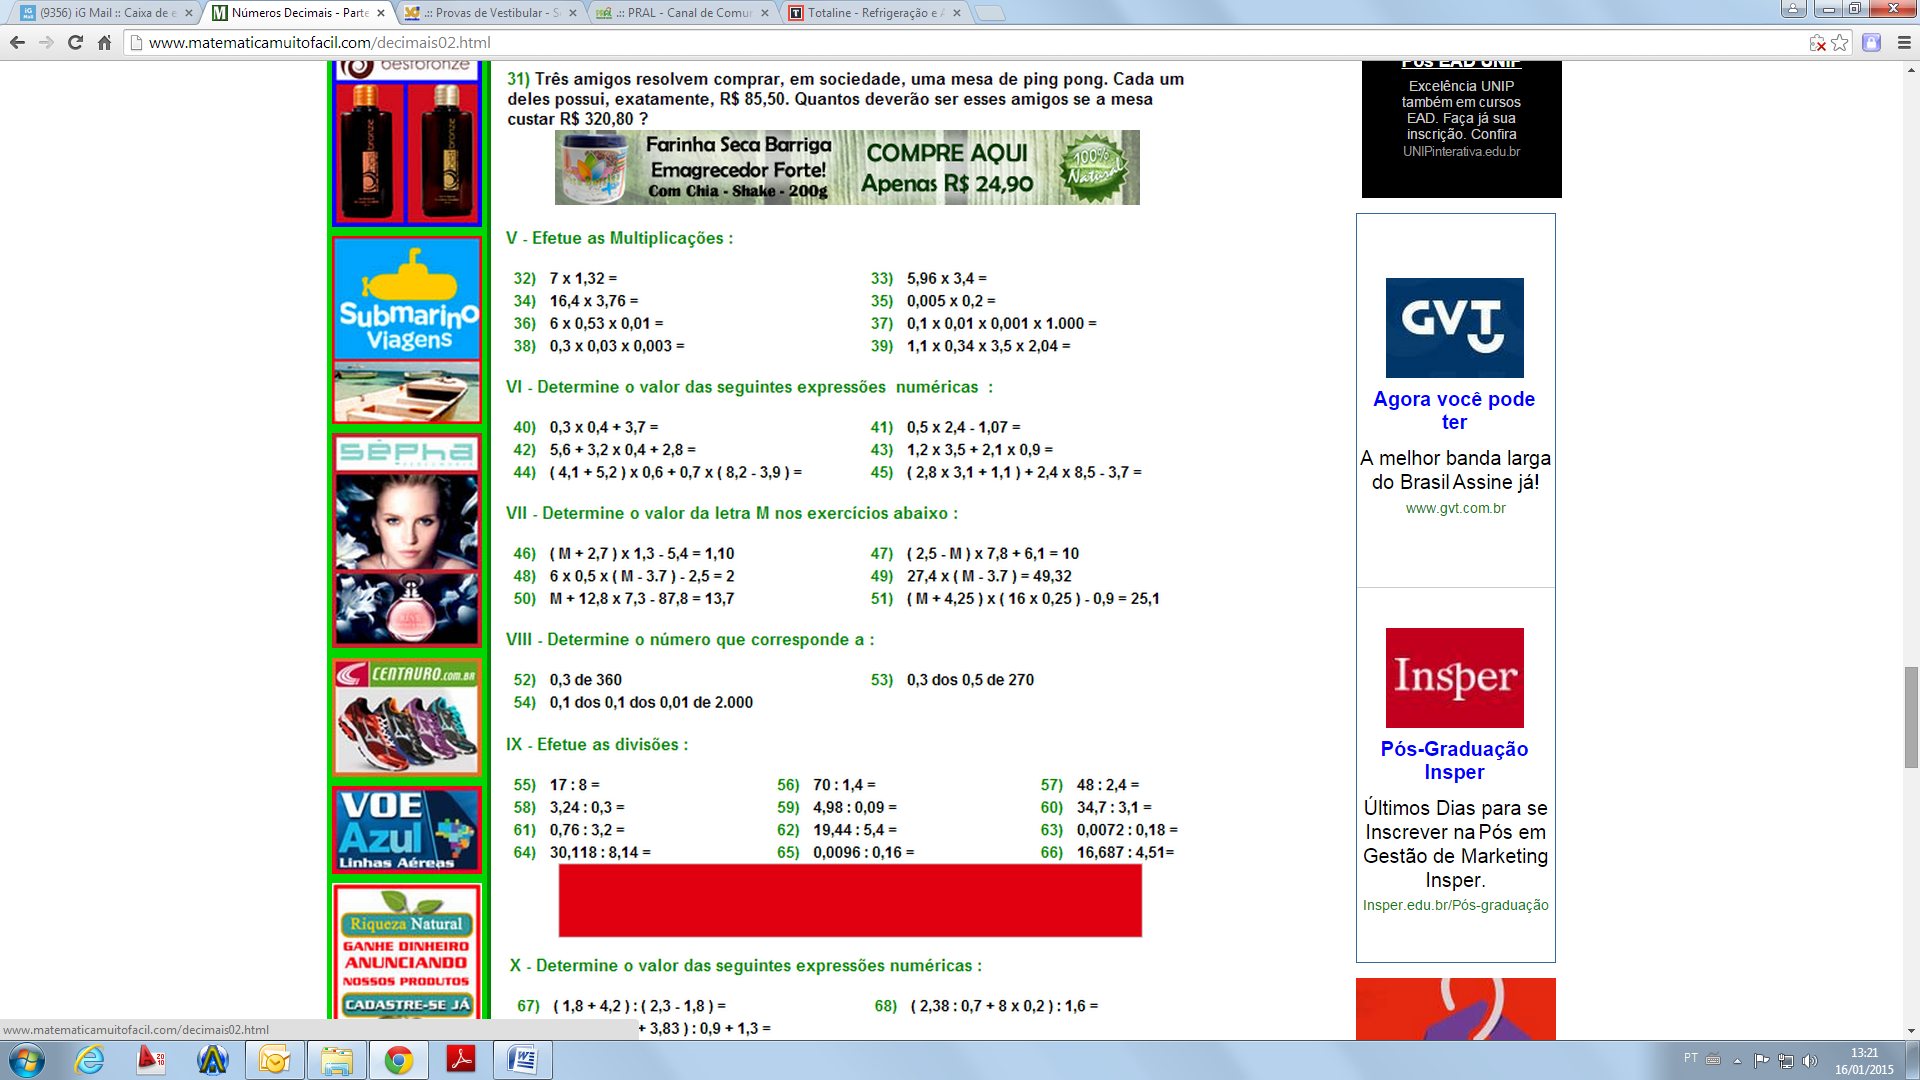 (9356) iG Mail :: Caixa de e
Números Decimais - Parte
.:: Provas de Vestibular - S
.:: PRAL - Canal de Comun
Totaline - Refrigeração e A
www.matematicamuitofacil.com/decimais02.html
bestbronze
31) Três amigos resolvem comprar, em sociedade, uma mesa de ping pong. Cada um
deles possui, exatamente, R$ 85,50. Quantos deverão ser esses amigos se a mesa
custar R$ 320,80 ?
Farinha Seca Barriga
Emagrecedor Forte!
Com Chia - Shake - 200g
COMPRE AQUI
Apenas R$ 24,90
100%
Natural
V - Efetue as Multiplicações :
32) 7 x 1,32 =
33) 5,96 x 3,4 =
34) 16,4 x 3,76 =
35) 0,005 x 0,2 =
36) 6 x 0,53 x 0,01 =
37) 0,1 x 0,01 x 0,001 x 1.000 =
38) 0,3 x 0,03 x 0,003 =
39) 1,1 x 0,34 x 3,5 x 2,04 =
VI - Determine o valor das seguintes expressões numéricas :
40) 0,3 x 0,4 + 3,7 =
41) 0,5 x 2,4 - 1,07 =
42) 5,6 + 3,2 x 0,4 + 2,8 =
43) 1,2 x 3,5 + 2,1 x 0,9 =
44) ( 4,1 + 5,2 ) x 0,6 + 0,7 x ( 8,2 - 3,9 ) =
45) ( 2,8 x 3,1 + 1,1 ) + 2,4 x 8,5 - 3,7 =
VII - Determine o valor da letra M nos exercícios abaixo :
46) ( M + 2,7 ) x 1,3 - 5,4 = 1,10
47) ( 2,5 - M ) x 7,8 + 6,1 = 10
48) 6 x 0,5 x ( M - 3.7 ) - 2,5 = 2
49) 27,4 x ( M - 3.7 ) = 49,32
50) M + 12,8 x 7,3 - 87,8 = 13,7
51) ( M + 4,25 ) x ( 16 x 0,25 ) - 0,9 = 25,1
VIII - Determine o número que corresponde a :
52) 0,3 de 360
53) 0,3 dos 0,5 de 270
54) 0,1 dos 0,1 dos 0,01 de 2.000
IX - Efetue as divisões :
55) 17 : 8 =
56) 70 : 1,4 =
57) 48 : 2,4 =
58) 3,24 : 0,3 =
59) 4,98 : 0,09 =
60) 34,7 : 3,1 =
61) 0,76 : 3,2 =
62) 19,44 : 5,4 =
63) 0,0072 : 0,18 =
64) 30,118 : 8,14 =
65) 0,0096 : 0,16 =
66) 16,687 : 4,51=
X - Determine o valor das seguintes expressões numéricas :
67) ( 1,8 + 4,2 ) : ( 2,3 - 1,8 ) =
68) ( 2,38 : 0,7 + 8 x 0,2 ) : 1,6 =
+ 3,83 ) : 0,9 + 1,3 =
Submarino
Viagens
sépha
CENTAURO.COM.BR
VOE
Azul
Linhas Aéreas
Riqueza Natural
GANHE DINHEIRO
ANUNCIANDO
NOSSOS PRODUTOS
CADASTRE-SE JÁ
Pós EAD UNIP
Excelência UNIP
também em cursos
EAD. Faça já sua
inscrição. Confira
UNIPinterativa.edu.br
GVT
Agora você pode
ter
A melhor banda larga
do Brasil Assine já!
www.gvt.com.br
Insper
Pós-Graduação
Insper
Últimos Dias para se
Inscrever na Pós em
Gestão de Marketing
Insper.
Insper.edu.br/Pós-graduação
www.matematicamuitofacil.com/decimais02.html
PT
13:21
16/01/2015